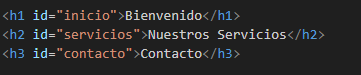 <h1 id="inicio">Bienvenido</h1>
<h2 id="servicios">Nuestros Servicios</h2>
<h3 id="contacto">Contacto</h3>